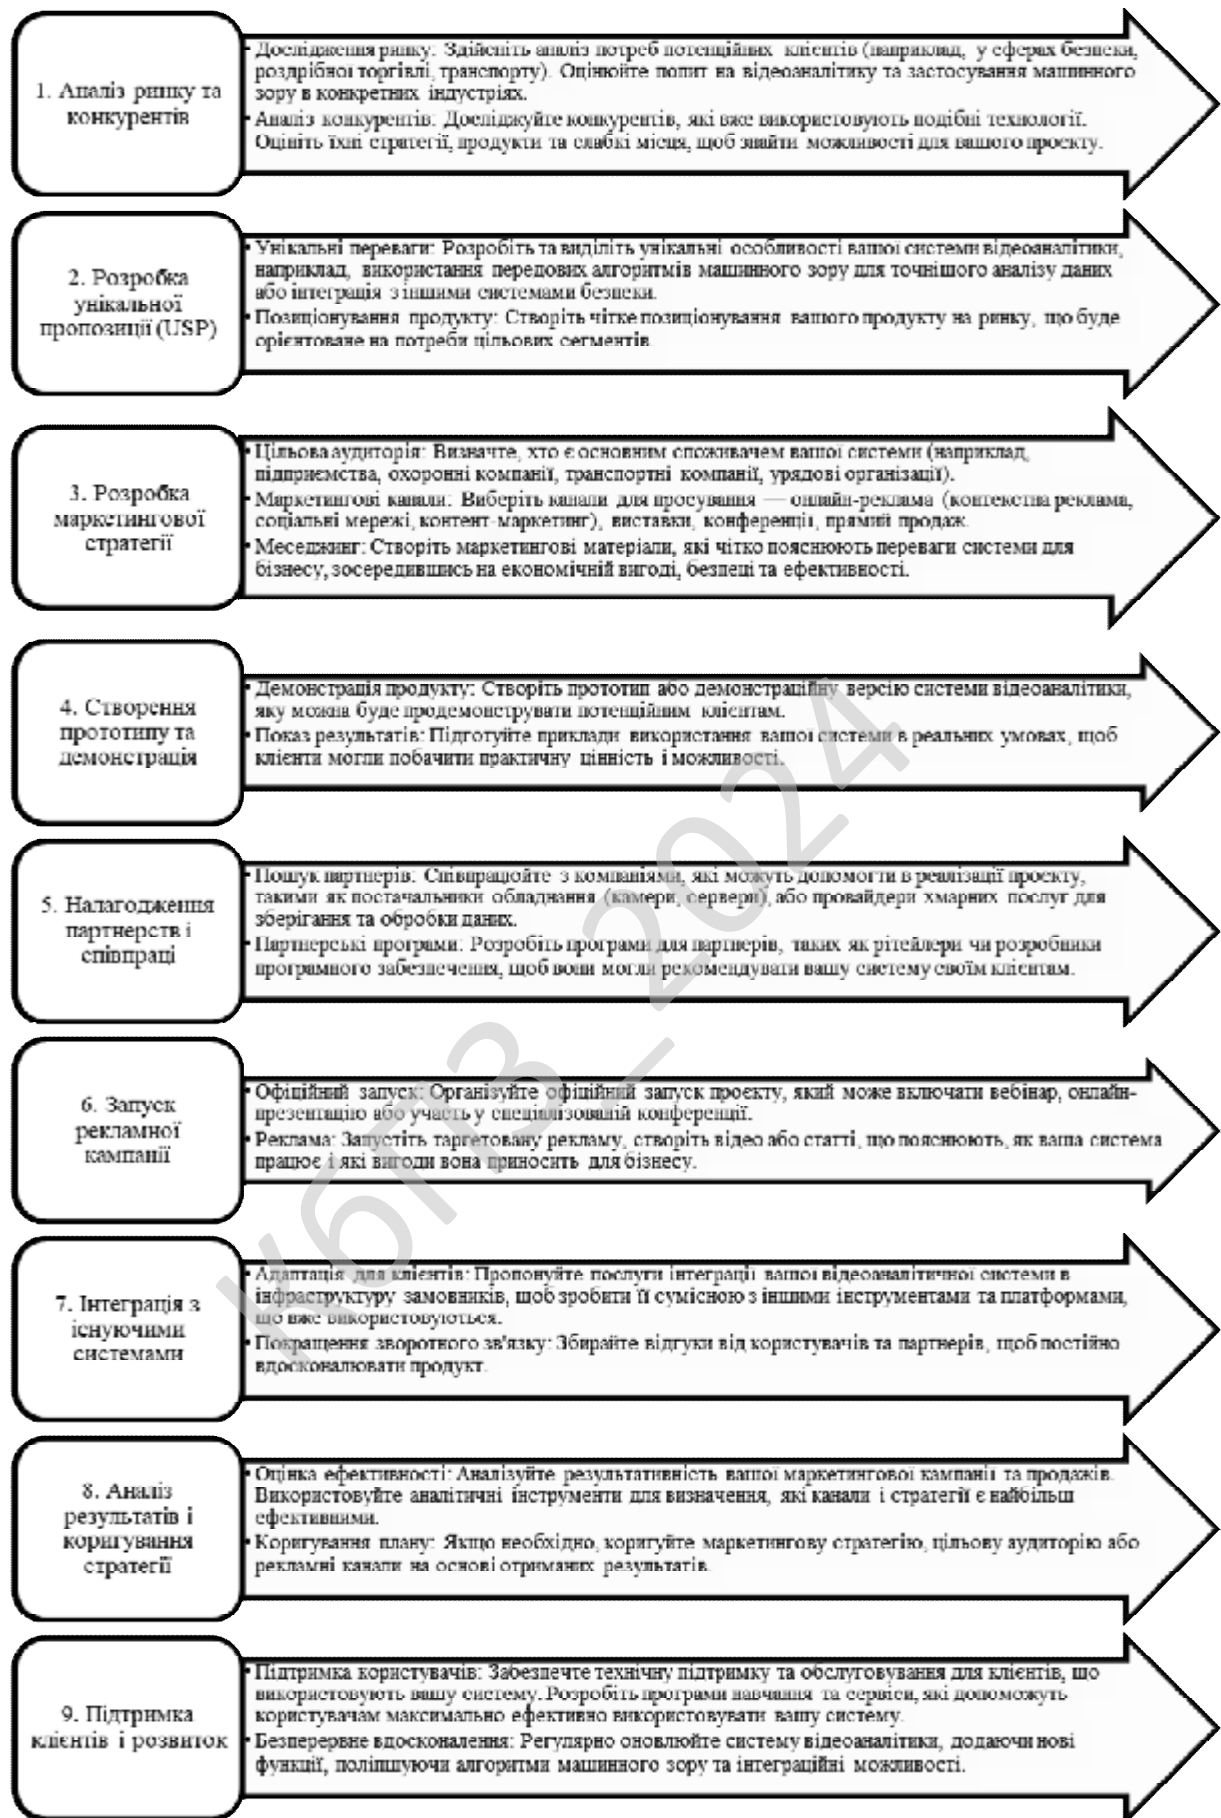 1. Аналіз ринку та
конкурентів
• Дослідження ринку: Здійсніть аналіз потреб потенційних клієнтів (наприклад, у сферах безпеки,
роздрібної торгівлі, транспорту). Оцінюйте попит на відеоаналітику та застосування машинного
зору в конкретних індустріях.
• Аналіз конкурентів: Досліджуйте конкурентів, які вже використовують подібні технології.
Оцініть їхні стратегії, продукти та слабкі місця, щоб знайти можливості для вашого проєкту.
2. Розробка
унікальної
пропозиції (USP)
• Унікальні переваги: Розробіть та виділіть унікальні особливості вашої системи відеоаналітики,
наприклад, використання передових алгоритмів машинного зору для точнішого аналізу даних
або інтеграція з іншими системами безпеки.
• Позиціонування продукту: Створіть чітке позиціонування вашого продукту на ринку, що буде
орієнтоване на потреби цільових сегментів.
3. Розробка
маркетингової
стратегії
• Цільова аудиторія: Визначте, хто є основним споживачем вашої системи (наприклад,
підприємства, охоронні компанії, транспортні компанії, урядові організації).
• Маркетингові канали: Виберіть канали для просування — онлайн-реклама (контекстна реклама,
соціальні мережі, контент-маркетинг), виставки, конференції, прямий продаж.
• Меседжинг: Створіть маркетингові матеріали, які чітко пояснюють переваги системи для
бізнесу, зосередившись на економічній вигоді, безпеці та ефективності.
4. Створення
прототипу та
демонстрація
• Демонстрація продукту: Створіть прототип або демонстраційну версію системи відеоаналітики,
яку можна буде продемонструвати потенційним клієнтам.
• Показ результатів: Підготуйте приклади використання вашої системи в реальних умовах, щоб
клієнти могли побачити практичну цінність і можливості.
5. Налагодження
партнерств і
співпраці
• Пошук партнерів: Співпрацюйте з компаніями, які можуть допомогти в реалізації проєкту,
такими як постачальники обладнання (камери, сервери), або провайдери хмарних послуг для
зберігання та обробки даних.
• Партнерські програми: Розробіть програми для партнерів, таких як рітейлери чи розробники
програмного забезпечення, щоб вони могли рекомендувати вашу систему своїм клієнтам.
6. Запуск
рекламної
кампанії
• Офіційний запуск: Організуйте офіційний запуск проєкту, який може включати вебінар, онлайн-
презентацію або участь у спеціалізованій конференції.
• Реклама: Запустіть таргетовану рекламу, створіть відео або статті, що пояснюють, як ваша система
працює і які вигоди вона приносить для бізнесу.
7. Інтеграція з
існуючими
системами
• Адаптація для клієнтів: Пропонуйте послуги інтеграції вашої відеоаналітичної системи в
інфраструктуру замовників, щоб зробити її сумісною з іншими інструментами та платформами,
що вже використовуються.
• Покращення зворотного зв'язку: Збирайте відгуки від користувачів та партнерів, щоб постійно
вдосконалювати продукт.
8. Аналіз
результатів і
коригування
стратегії
• Оцінка ефективності: Аналізуйте результативність вашої маркетингової кампанії та продажів.
Використовуйте аналітичні інструменти для визначення, які канали і стратегії є найбільш
ефективними.
• Коригування плану: Якщо необхідно, коригуйте маркетингову стратегію, цільову аудиторію або
рекламні канали на основі отриманих результатів.
9. Підтримка
клієнтів і розвиток
• Підтримка користувачів: Забезпечте технічну підтримку та обслуговування для клієнтів, що
використовують вашу систему. Розробіть програми навчання та сервіси, які допоможуть
користувачам максимально ефективно використовувати вашу систему.
• Безперервне вдосконалення: Регулярно оновлюйте систему відеоаналітики, додаючи нові
функції, поліпшуючи алгоритми машинного зору та інтеграційні можливості.
КбПЗ_2024